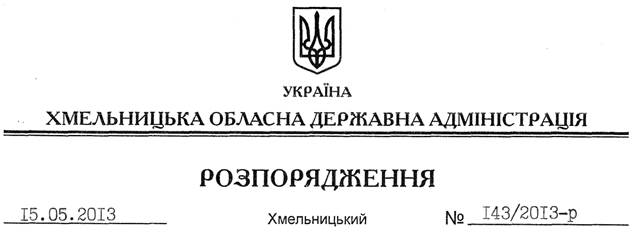 УКРАЇНА
ХМЕЛЬНИЦЬКА ОБЛАСНА ДЕРЖАВНА АДМІНІСТРАЦІЯ
РОЗПОРЯДЖЕННЯ
15.05.2013 Хмельницький № 143/2013-р